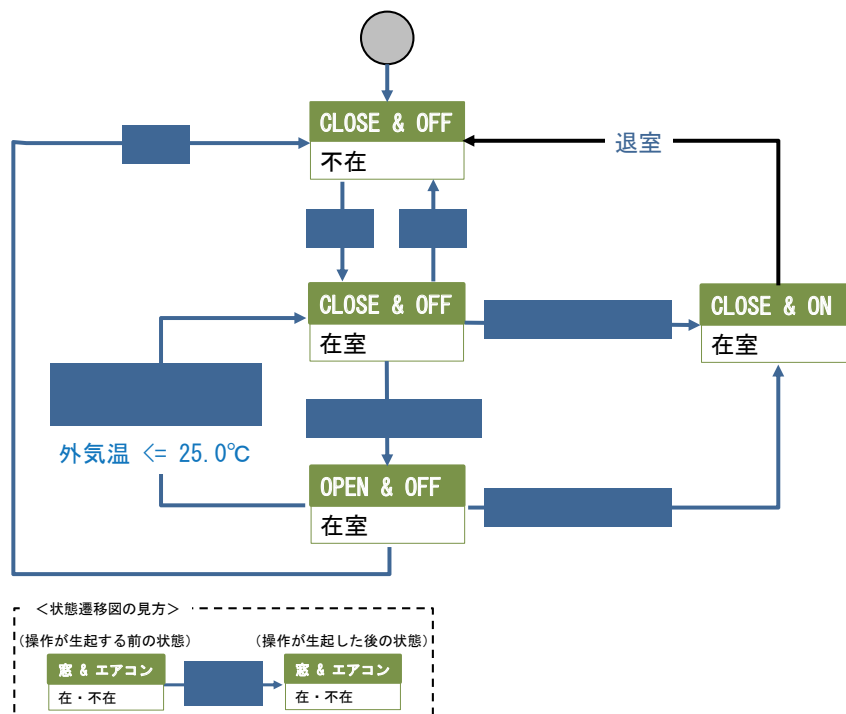 CLOSE & OFF
不在
退室
CLOSE & OFF
在室
CLOSE & ON
在室
外気温 <= 25.0℃
OPEN & OFF
在室
<状態遷移図の見方>
(操作が生起する前の状態)
(操作が生起した後の状態)
窓 & エアコン
在・不在
窓 & エアコン
在・不在